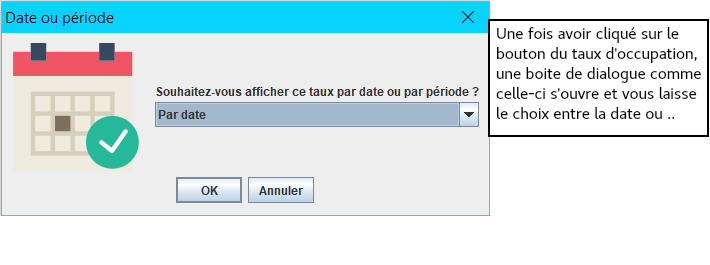 Date ou période
Souhaitez-vous afficher ce taux par date ou par période ?
Par date
OK
Annuler
Une fois avoir cliqué sur le
bouton du taux d'occupation,
une boite de dialogue comme
celle-ci s'ouvre et vous laisse
le choix entre la date ou ..